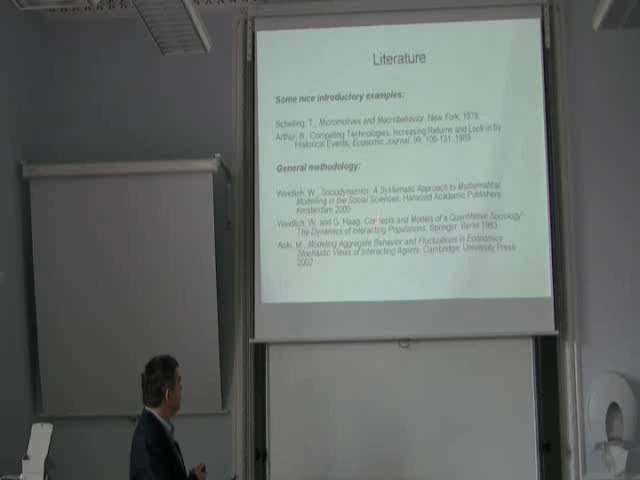 Literature
Some nice introductory examples:
Schelling, T., Micromotives and Macrobehavior. New York, 1978
Arthur, B., Competing Technologies, Increasing Returns and Lock-in by
Historical Events, Economic Journal, 99, 106-131, 1989
General methodology:
Weidlich, W., Sociodynamics: A Systematic Approach to Mathematical
Modelling in the Social Sciences. Harwood Academic Publishers
Amsterdam 2000
Weidlich, W. and G. Haag, Concepts and Models of a Quantitative Sociology
The Dynamics of Interacting Populations, Springer: Berlin 1983
Aoki, M., Modeling Aggregate Behavior and Fluctuations in Economics
Stochastic Views of Interacting Agents, Cambridge University Press
2002